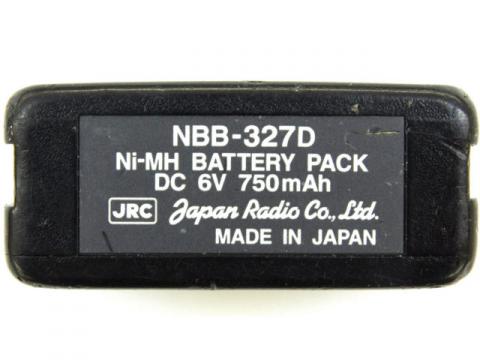 NBB-327D
Ni-MH BATTERY PACK
DC 6V 750mAh
JRC Japan Radio Co., Ltd.
MADE IN JAPAN